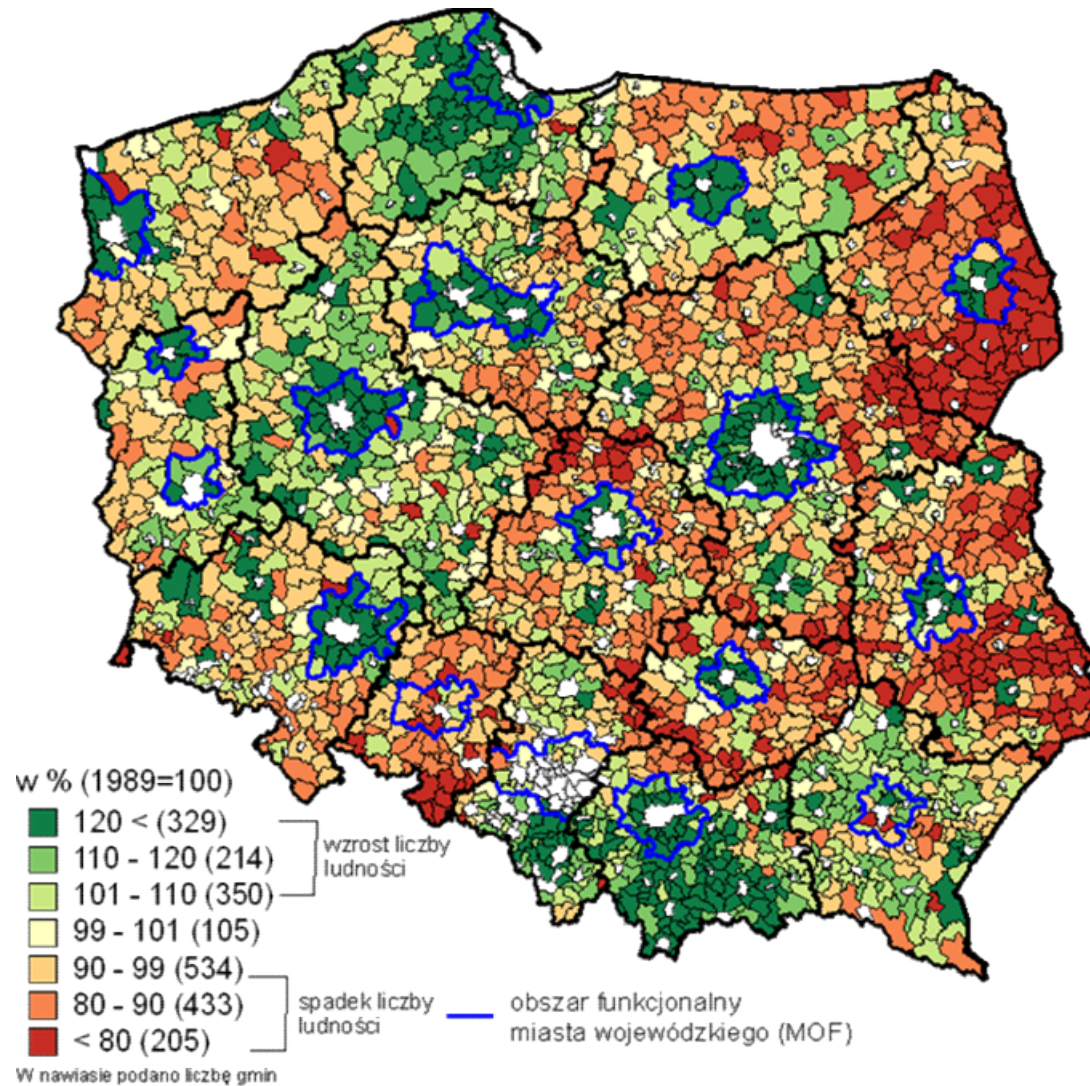 w % (1989=100)
120 < (329)
110 - 120 (214)
101 - 110 (350)
99 - 101 (105)
90 - 99 (534)
80 - 90 (433)
< 80 (205)
wzrost liczby
ludności
spadek liczby
ludności
obszar funkcjonalny
miasta wojewódzkiego (MOF)
W nawiasie podano liczbę gmin